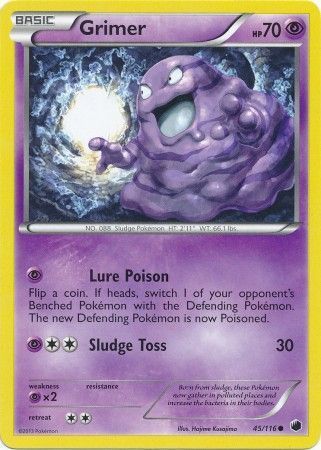 BASIC
Grimer
HP70
NO. 088 Sludge Pokémon. HT: 2'11" WT: 66.1 lbs.
Lure Poison
Flip a coin. If heads, switch 1 of your opponent's
Benched Pokémon with the Defending Pokémon.
The new Defending Pokémon is now Poisoned.
Sludge Toss 30
weakness resistance
×2
Born from sludge, these Pokémon
now gather in polluted places and
increase the bacteria in their bodies.
retreat
©2013 Pokémon
Illus. Hajime Kusajima
45/116